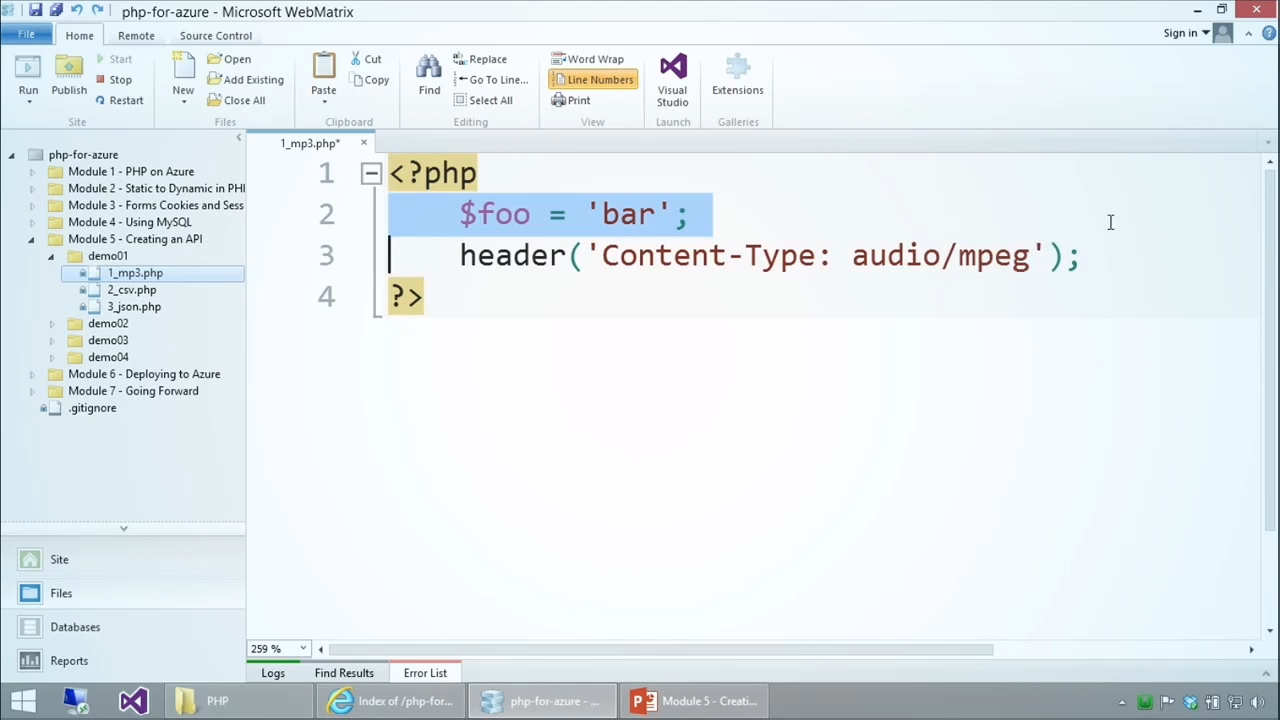 php-for-azure - Microsoft WebMatrix
File
Home
Remote
Source Control
Sign in
Run
Publish
Start
Stop
Restart
Site
New
Open
Add Existing
Close All
Files
Paste
Cut
Copy
Clipboard
Find
Replace
Go To Line...
Select All
Editing
Word Wrap
Line Numbers
Print
View
Visual
Studio
Launch
Extensions
Galleries
php-for-azure
Module 1 - PHP on Azure
Module 2 - Static to Dynamic in PHI
Module 3 - Forms Cookies and Sess
Module 4 - Using MySQL
Module 5 - Creating an API
demo01
1_mp3.php
2_csv.php
3_json.php
demo02
demo03
demo04
Module 6 - Deploying to Azure
Module 7 - Going Forward
.gitignore
Site
Files
Databases
Reports
1_mp3.php*
1 <?php
2 $foo = 'bar';
3 header('Content-Type: audio/mpeg');
4 ?>
259 %
Logs
Find Results
Error List
PHP
Index of /php-for...
php-for-azure - ...
Module 5 - Creati...